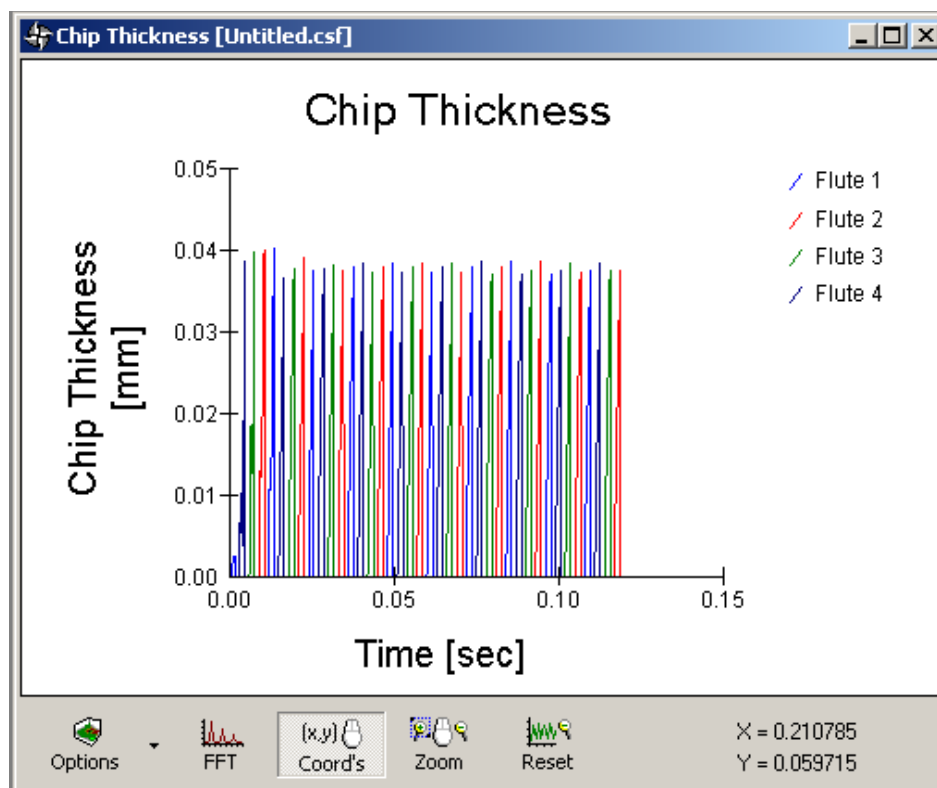 Chip Thickness [Untitled.csf]
Chip Thickness
0.05
0.04
0.03
0.02
0.01
0.00
Chip Thickness
[mm]
0.00
0.05
0.10
0.15
Time [sec]
Flute 1
Flute 2
Flute 3
Flute 4
Options
FFT
(x,y)
Coord's
Zoom
Reset
X = 0.210785
Y = 0.059715